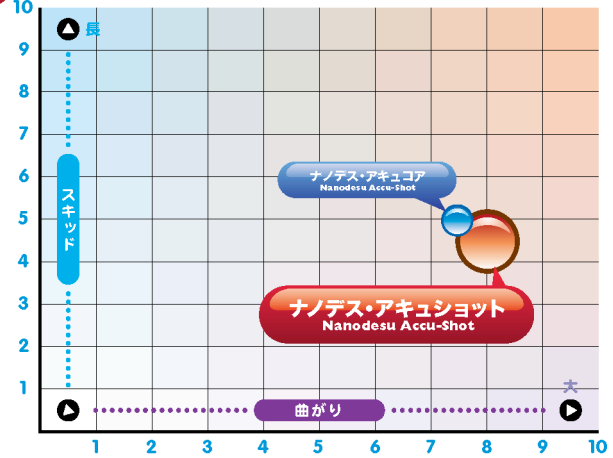 10
長
9
8
7
6
ナノデス・アキュコア
Nanodesu Accu-Shot
スキッド
5
4
3
ナノデス・アキュショット
Nanodesu Accu-Shot
2
1
大
曲がり
1 2 3 4 5 6 7 8 9 10